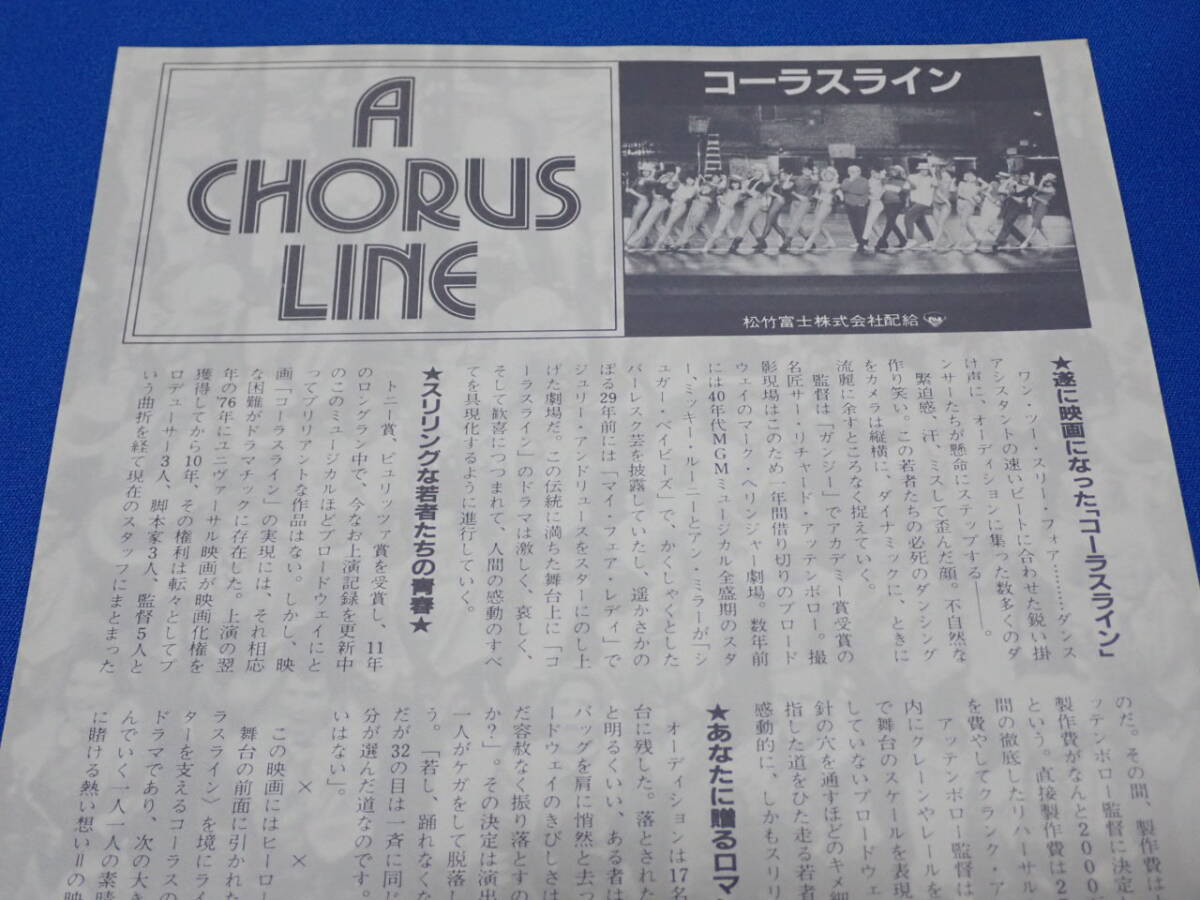 A
CHORUS
LINE
コーラスライン
松竹富士株式会社配給
★遂に映画になった「コーラスライン」
ワン・ツー・スリー・フォア………ダンス
アシスタントの速いビートに合わせた鋭い掛
け声に、オーディションに集った数多くのダ
ンサーたちが懸命にステップする――。
緊迫感、汗、ミスして歪んだ顔。不自然な
作り笑い。この若者たちの必死のダンシング
をカメラは縦横に、ダイナミックに、ときに
流麗に余すところなく捉えていく。
監督は「ガンジー」でアカデミー賞受賞の
名匠サー・リチャード・アッテンボロー。撮
影現場はこのため一年間借り切りのブロード
ウェイのマーク・ヘリンジャー劇場。数年前
には40年代MGMミュージカル全盛期のスタ
ー、ミッキー・ルーニーとアン・ミラーが「シ
ュガー・ベイビーズ」で、かくしゃくとした
バーレスク芸を披露していたし、遥かさかの
ぼる29年前には「マイ・フェア・レディ」で
ジュリー・アンドリュースをスターにのし上
げた劇場だ。この伝統に満ちた舞台上に「コ
ーラスライン」のドラマは激しく、哀しく、
そして歓喜につつまれて、人間の感動のすべ
てを具現化するように進行していく。
★スリリングな若者たちの青春★
トニー賞、ピュリッツァ賞を受賞し、11年
のロングラン中で、今なお上演記録を更新中
のこのミュージカルほどブロードウェイにと
ってブリリアントな作品はない。しかし、映
画「コーラスライン」の実現には、それ相応
な困難がドラマチックに存在した。上演の翌
年の'76年にユニヴァーサル映画が映画化権を
獲得してから10年、その権利は転々としてプ
ロデューサー3人、脚本家3人、監督5人と
いう曲折を経て現在のスタッフにまとまった
のだ。その間、製作費は
ッテンボロー監督に決定
製作費がなんと2000
という。直接製作費は2
間の徹底したリハーサル
を費やしてクランク・ア
アッテンボロー監督は
内にクレーンやレールを
で舞台のスケールを表現
していないブロードウェ
針の穴を通すほどのキメ細
指した道をひた走る若者
感動的に、しかもスリリ
★あなたに贈るロマ
オーディションは17名
台に残した。落とされた
と明るくいい、ある者は
バッグを肩に悄然と去っ
ードウェイのきびしさは
だ容赦なく振り落とすの
か?」。その決定は演出
一人がケガをして脱落し
う。「若し、踊れなくな
だが32の目は一斉に同じ
分が選んだ道なのです。
いはない」。
× ×
この映画にはヒーロー
舞台の前面に引かれた
ラスライン〉を境にライ
ターを支えるコーラスの
ドラマであり、次の大き
んでいく一人一人の素晴
に賭ける熱い想い＝の映